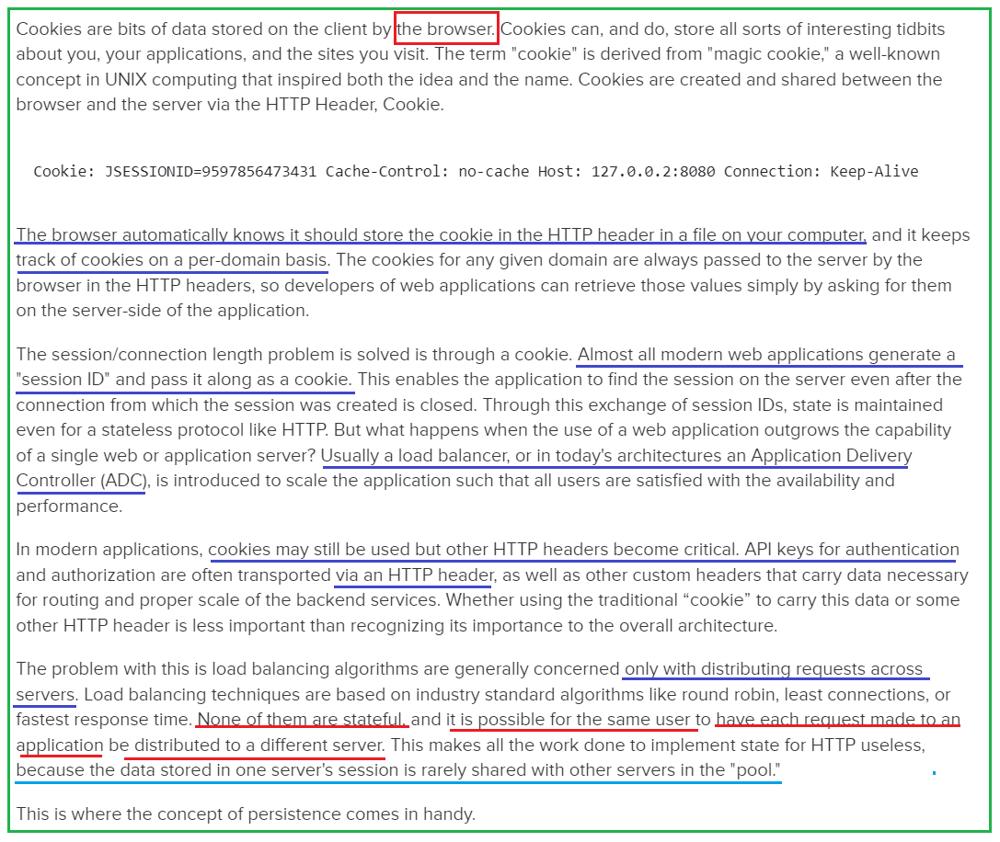 Cookies are bits of data stored on the client by the browser. Cookies can, and do, store all sorts of interesting tidbits
about you, your applications, and the sites you visit. The term "cookie" is derived from "magic cookie," a well-known
concept in UNIX computing that inspired both the idea and the name. Cookies are created and shared between the
browser and the server via the HTTP Header, Cookie.
Cookie: JSESSIONID=9597856473431 Cache-Control: no-cache Host: 127.0.0.2:8080 Connection: Keep-Alive
The browser automatically knows it should store the cookie in the HTTP header in a file on your computer, and it keeps
track of cookies on a per-domain basis. The cookies for any given domain are always passed to the server by the
browser in the HTTP headers, so developers of web applications can retrieve those values simply by asking for them
on the server-side of the application.
The session/connection length problem is solved is through a cookie. Almost all modern web applications generate a
"session ID" and pass it along as a cookie. This enables the application to find the session on the server even after the
connection from which the session was created is closed. Through this exchange of session IDs, state is maintained
even for a stateless protocol like HTTP. But what happens when the use of a web application outgrows the capability
of a single web or application server? Usually a load balancer, or in today's architectures an Application Delivery
Controller (ADC), is introduced to scale the application such that all users are satisfied with the availability and
performance.
In modern applications, cookies may still be used but other HTTP headers become critical. API keys for authentication
and authorization are often transported via an HTTP header, as well as other custom headers that carry data necessary
for routing and proper scale of the backend services. Whether using the traditional “cookie” to carry this data or some
other HTTP header is less important than recognizing its importance to the overall architecture.
The problem with this is load balancing algorithms are generally concerned only with distributing requests across
servers. Load balancing techniques are based on industry standard algorithms like round robin, least connections, or
fastest response time. None of them are stateful, and it is possible for the same user to have each request made to an
application be distributed to a different server. This makes all the work done to implement state for HTTP useless,
because the data stored in one server's session is rarely shared with other servers in the "pool."
This is where the concept of persistence comes in handy.